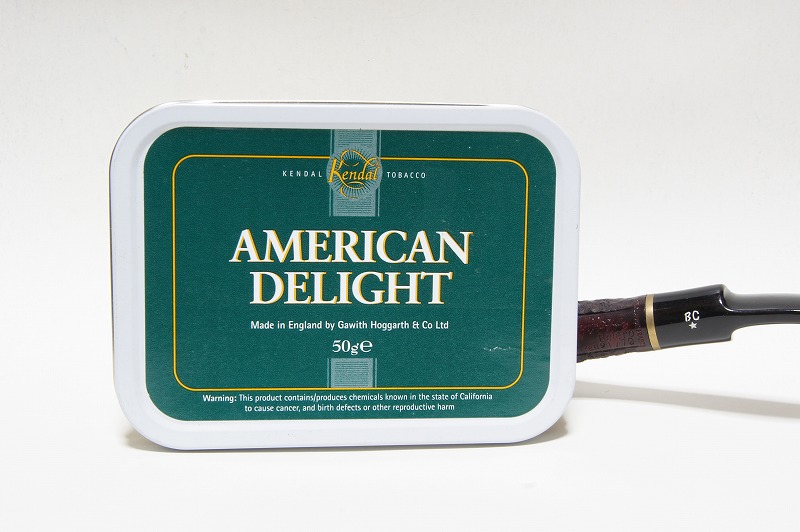 KENDAL Kendal TOBACCO
AMERICAN
DELIGHT
Made in England by Gawith Hoggarth & Co Ltd
50g℮
Warning: This product contains/produces chemicals known in the state of California
to cause cancer, and birth defects or other reproductive harm
BC